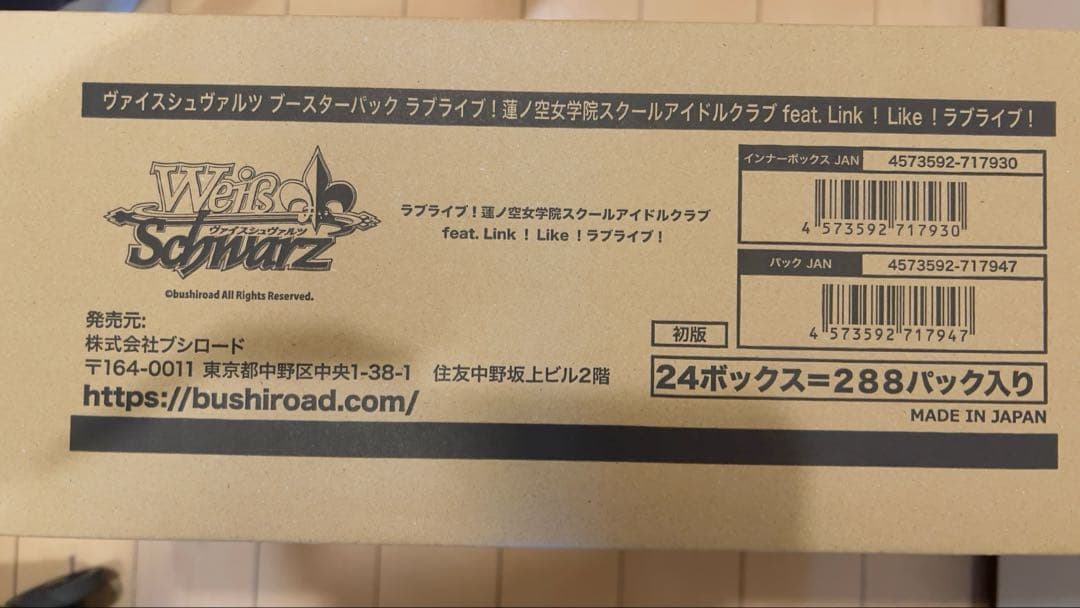 ヴァイスシュヴァルツ ブースターパック ラブライブ！蓮ノ空女学院スクールアイドルクラブ feat. Link ！ Like ！ラブライブ！
Weiß
ヴァイスシュヴァルツ
Schwarz
©bushiroad All Rights Reserved.
ラブライブ！蓮ノ空女学院スクールアイドルクラブ
feat. Link ！ Like ！ラブライブ！
インナーボックス JAN 4573592-717930
4 573592 717930
パック JAN 4573592-717947
4 573592 717947
発売元:
株式会社ブシロード
〒164-0011 東京都中野区中央1-38-1 住友中野坂上ビル2階
https://bushiroad.com/
初版
24ボックス＝288パック入り
MADE IN JAPAN